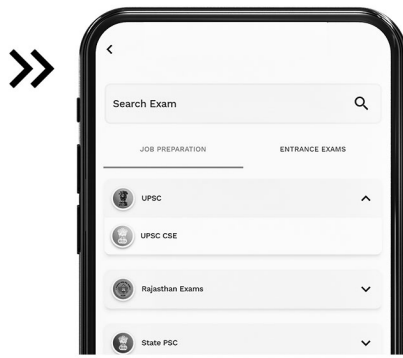 Search Exam
JOB PREPARATION
ENTRANCE EXAMS
UPSC
UPSC CSE
Rajasthan Exams
State PSC